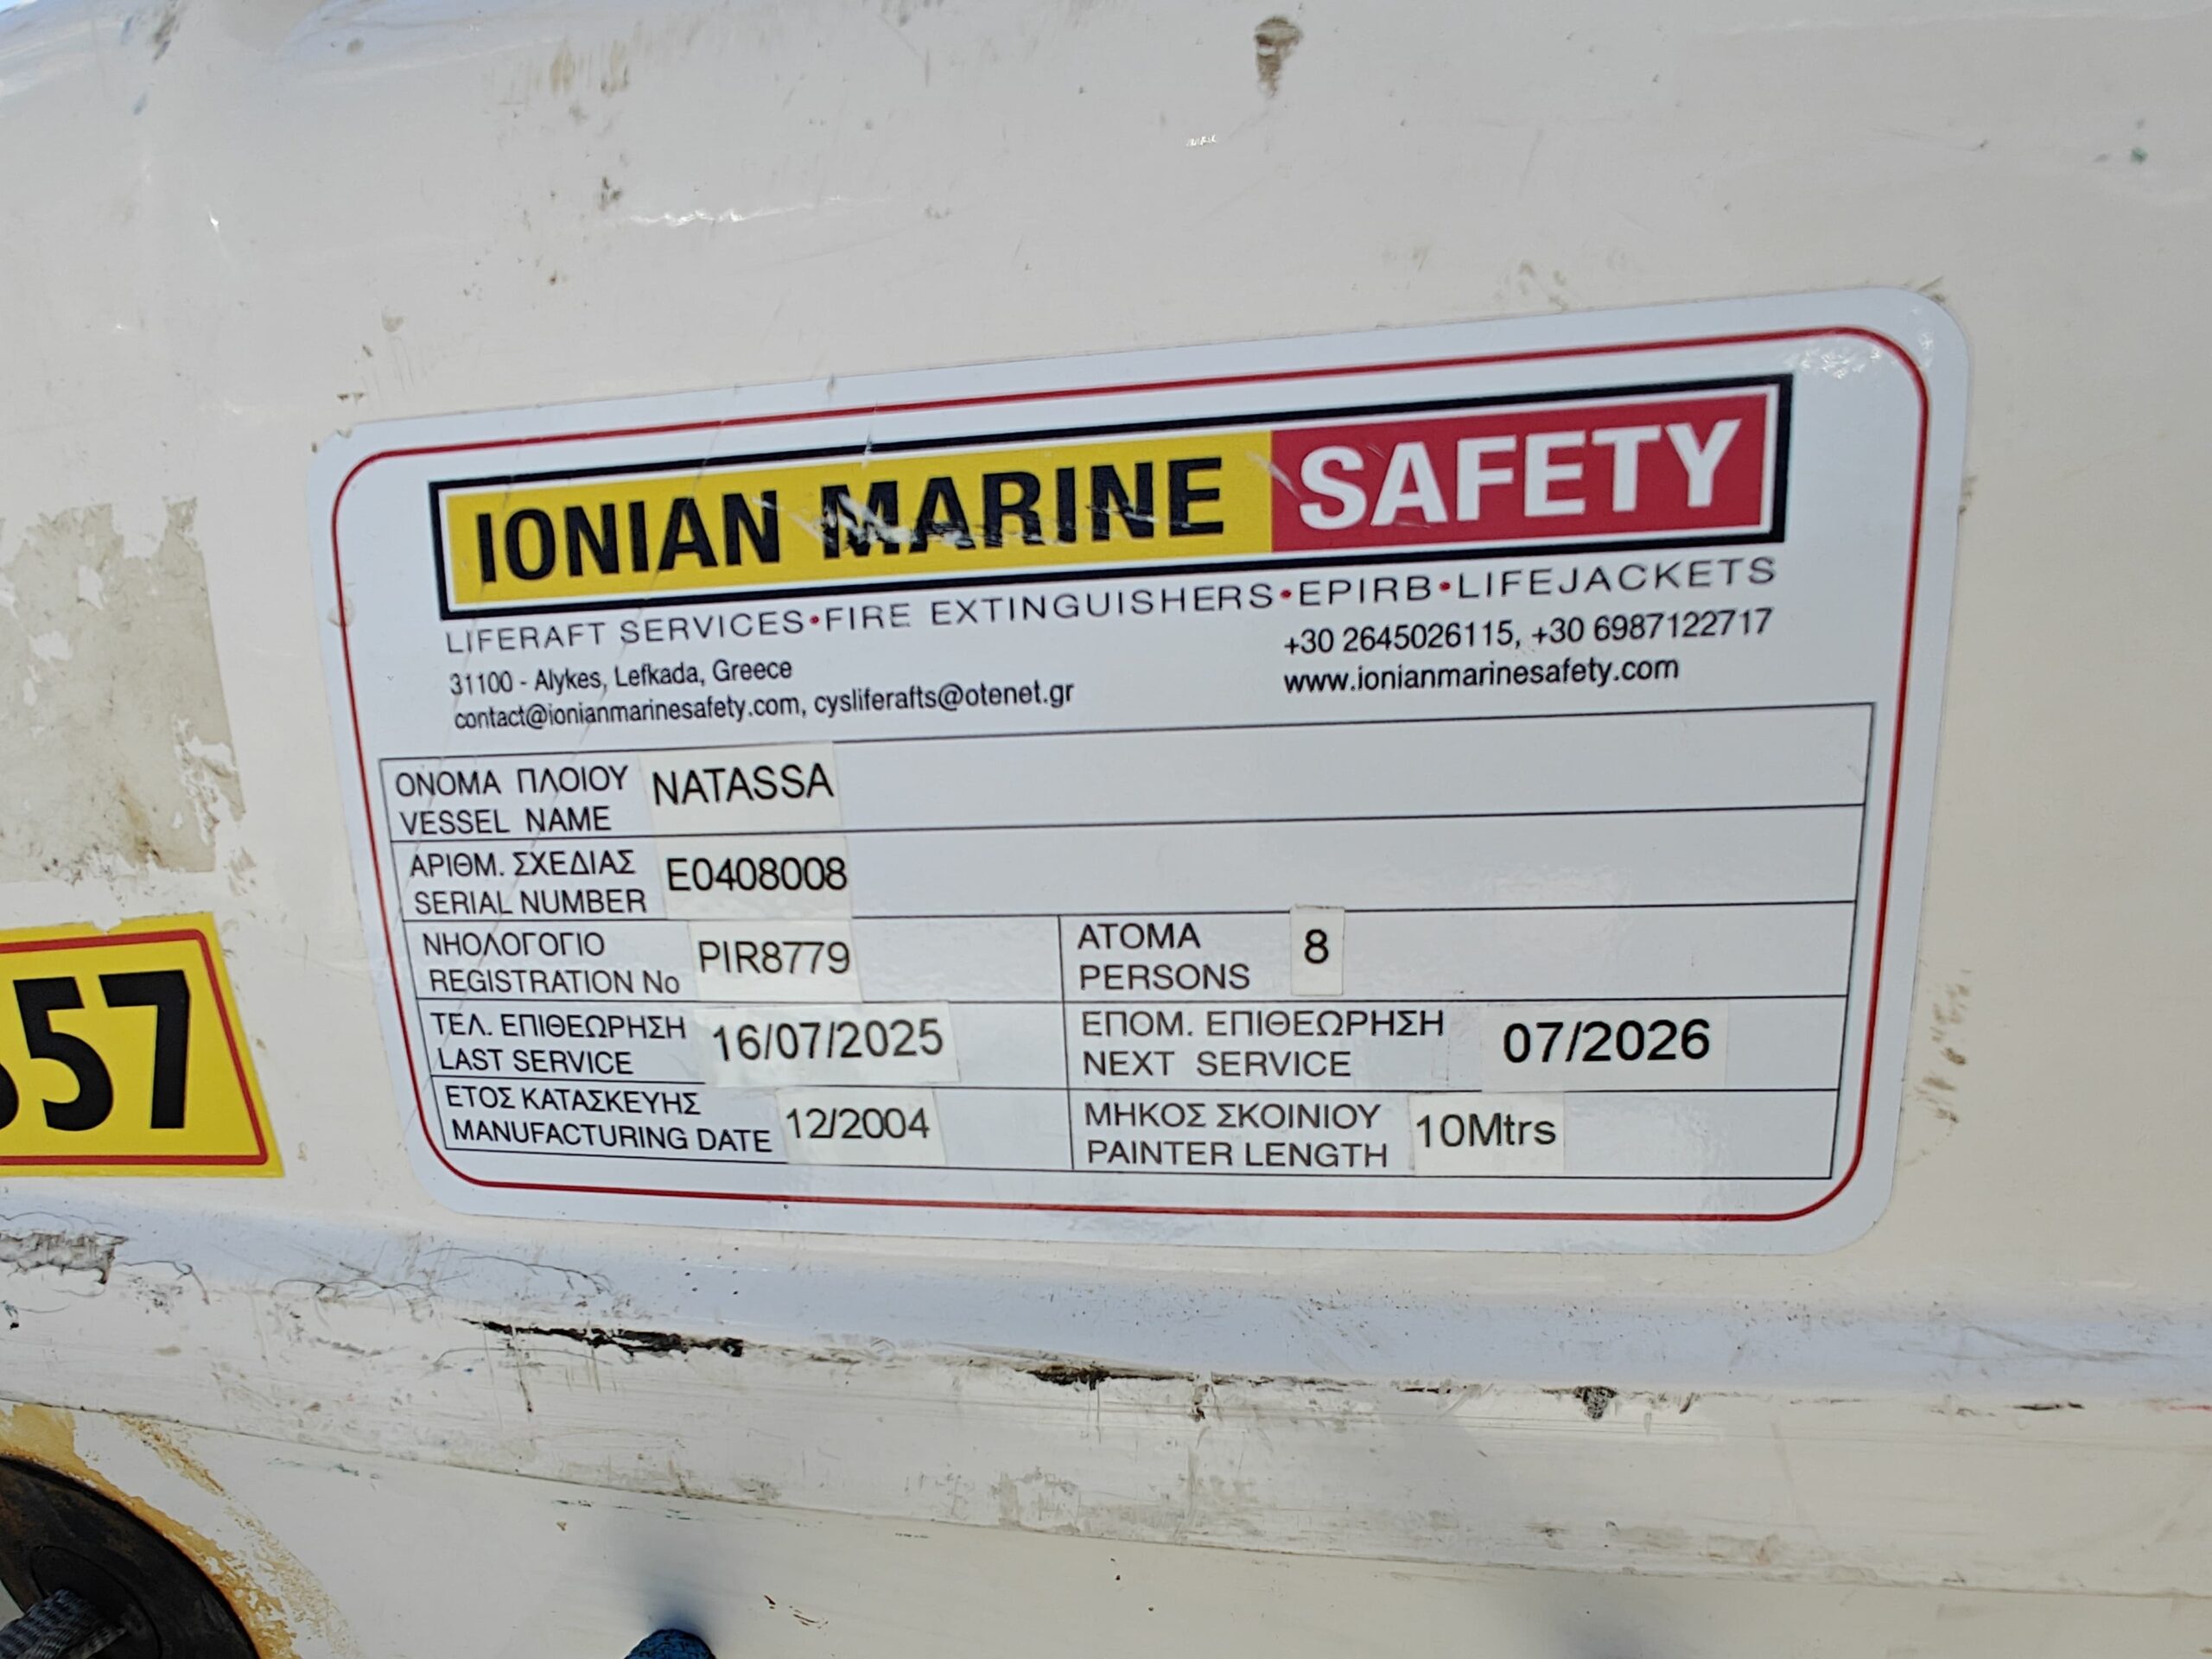 IONIAN MARINE SAFETY
LIFERAFT SERVICES•FIRE EXTINGUISHERS•EPIRB•LIFEJACKETS
31100 - Alykes, Lefkada, Greece
contact@ionianmarinesafety.com, cysliferafts@otenet.gr
+30 2645026115, +30 6987122717
www.ionianmarinesafety.com
ΟΝΟΜΑ ΠΛΟΙΟΥ NATASSA
VESSEL NAME
ΑΡΙΘΜ. ΣΧΕΔΙΑΣ E0408008
SERIAL NUMBER
ΝΗΟΛΟΓΟΓΙΟ PIR8779
REGISTRATION No
ΑΤΟΜΑ 8
PERSONS
ΤΕΛ. ΕΠΙΘΕΩΡΗΣΗ 16/07/2025
LAST SERVICE
ΕΠΟΜ. ΕΠΙΘΕΩΡΗΣΗ 07/2026
NEXT SERVICE
ΕΤΟΣ ΚΑΤΑΣΚΕΥΗΣ 12/2004
MANUFACTURING DATE
ΜΗΚΟΣ ΣΚΟΙΝΙΟΥ 10Mtrs
PAINTER LENGTH
57